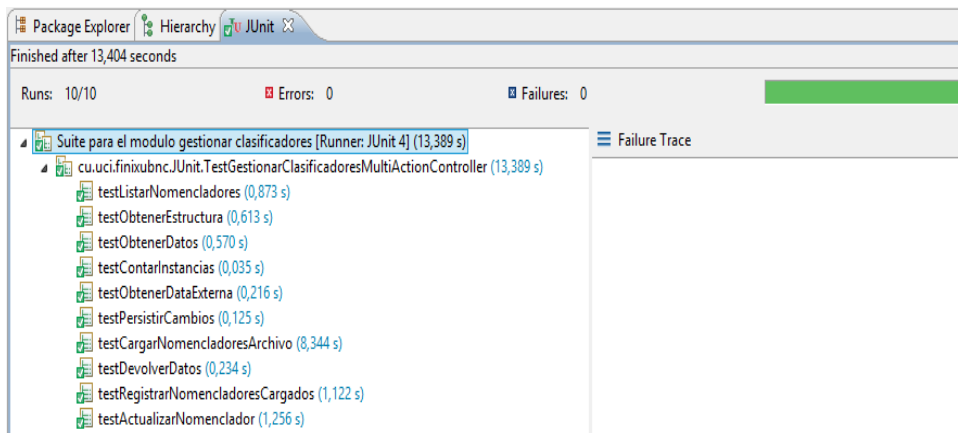 Package Explorer Hierarchy JUnit
Finished after 13,404 seconds
Runs: 10/10 Errors: 0 Failures: 0
Suite para el modulo gestionar clasificadores [Runner: JUnit 4] (13,389 s)
Failure Trace
cu.uci.finixubnc.JUnit.TestGestionarClasificadoresMultiActionController (13,389 s)
testListarNomencladores (0,873 s)
testObtenerEstructura (0,613 s)
testObtenerDatos (0,570 s)
testContarInstancias (0,035 s)
testObtenerDataExterna (0,216 s)
testPersistirCambios (0,125 s)
testCargarNomencladoresArchivo (8,344 s)
testDevolverDatos (0,234 s)
testRegistrarNomencladoresCargados (1,122 s)
testActualizarNomenclador (1,256 s)